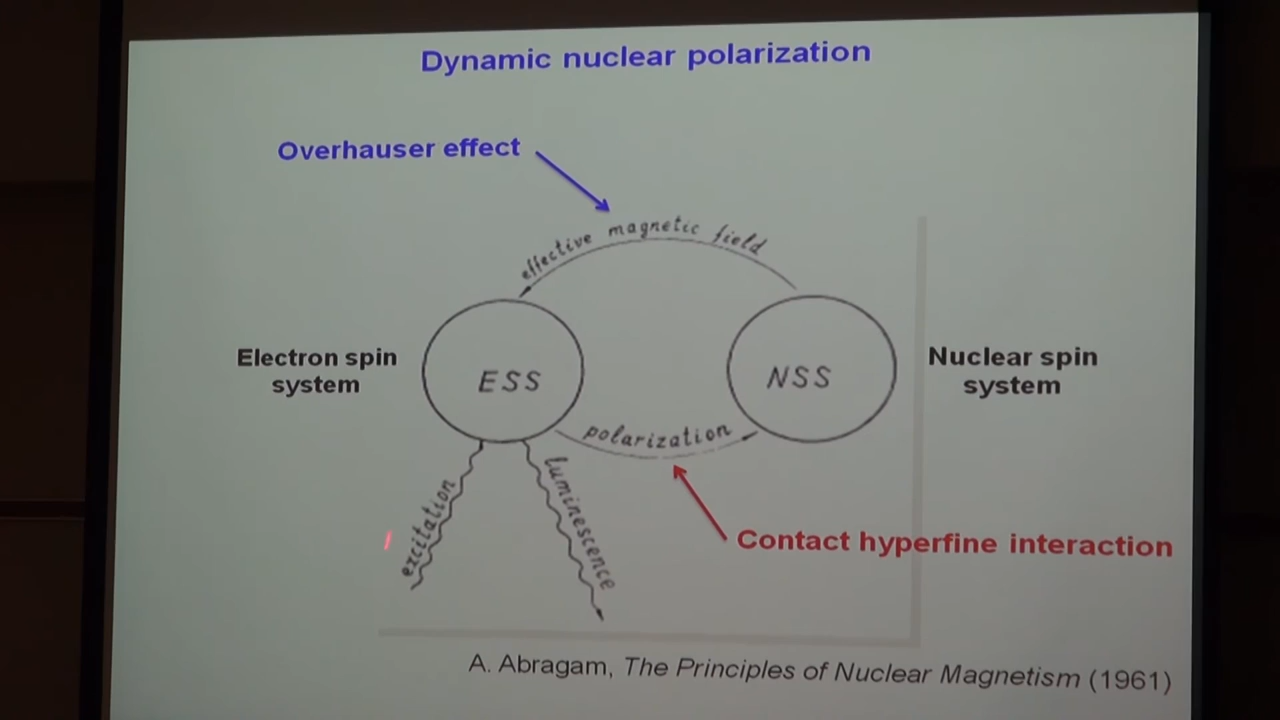 Dynamic nuclear polarization
Overhauser effect
effective magnetic field
Electron spin
system
ESS
NSS
Nuclear spin
system
polarization
excitation
luminescence
Contact hyperfine interaction
A. Abragam, The Principles of Nuclear Magnetism (1961)